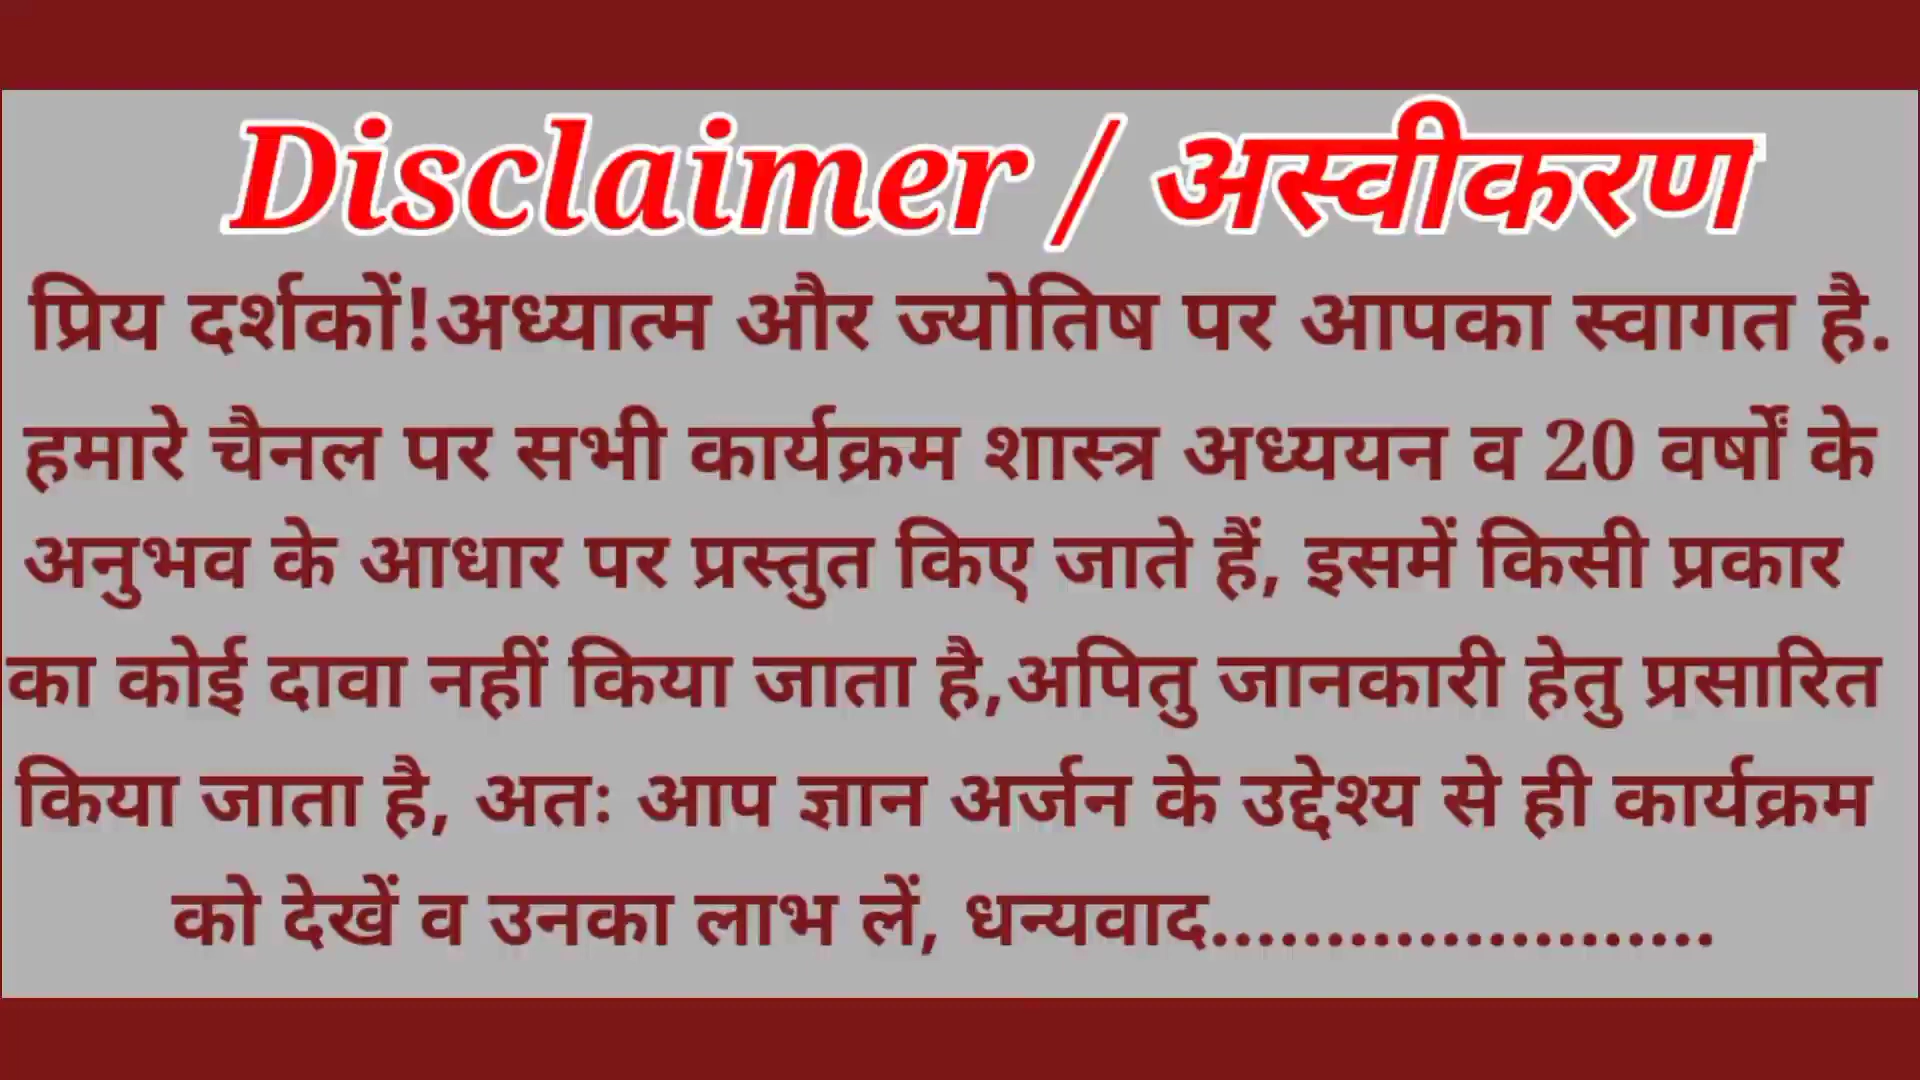 Disclaimer / अस्वीकरण
प्रिय दर्शकों!अध्यात्म और ज्योतिष पर आपका स्वागत है.
हमारे चैनल पर सभी कार्यक्रम शास्त्र अध्ययन व 20 वर्षों के
अनुभव के आधार पर प्रस्तुत किए जाते हैं, इसमें किसी प्रकार
का कोई दावा नहीं किया जाता है,अपितु जानकारी हेतु प्रसारित
किया जाता है, अतः आप ज्ञान अर्जन के उद्देश्य से ही कार्यक्रम
को देखें व उनका लाभ लें, धन्यवाद......................